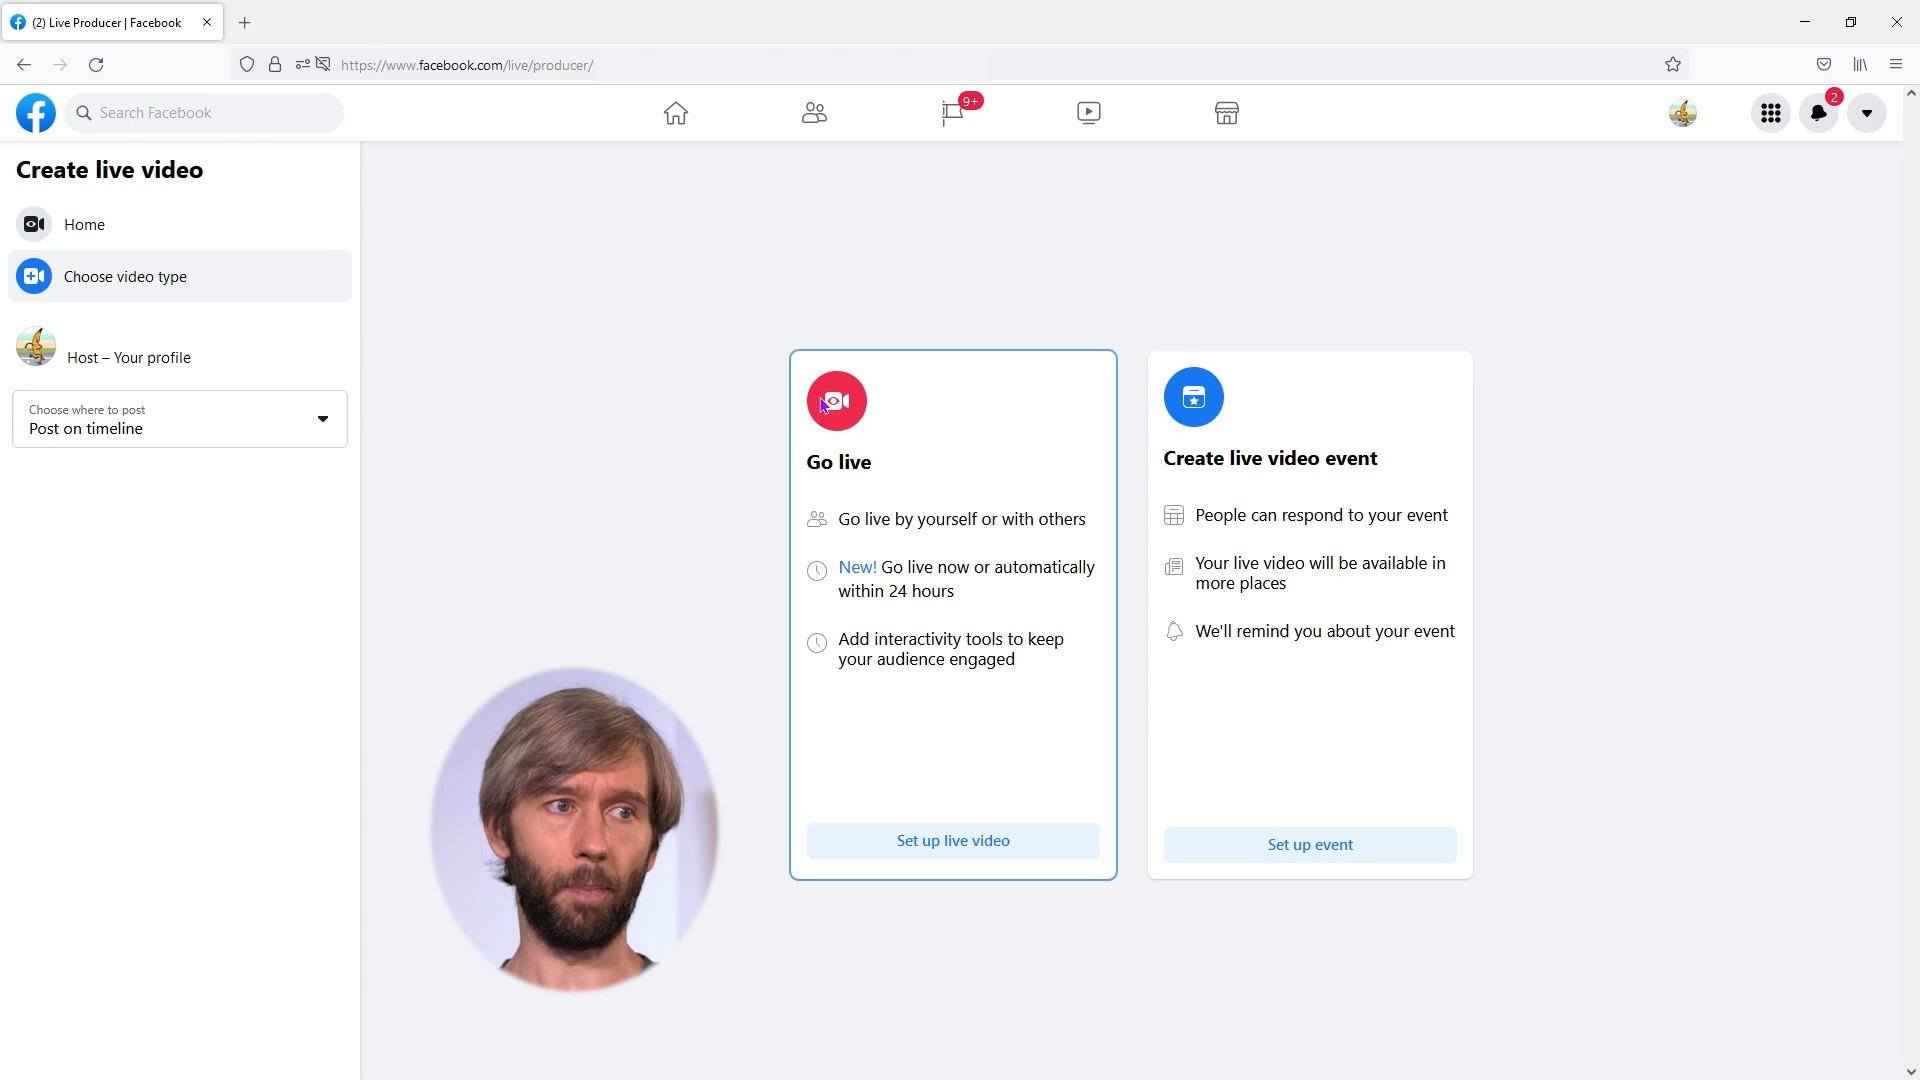 (2) Live Producer | Facebook
https://www.facebook.com/live/producer/
Search Facebook
9+
2
Create live video
Home
Choose video type
Host – Your profile
Choose where to post
Post on timeline
Go live
Go live by yourself or with others
New! Go live now or automatically
within 24 hours
Add interactivity tools to keep
your audience engaged
Set up live video
Create live video event
People can respond to your event
Your live video will be available in
more places
We'll remind you about your event
Set up event